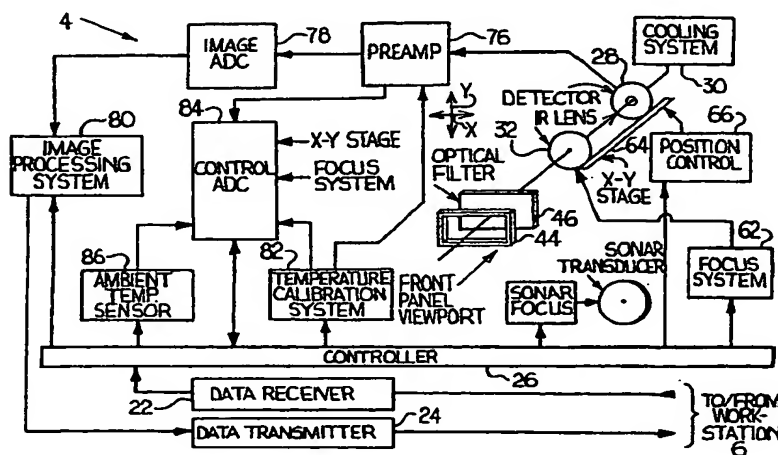 4
IMAGE
ADC
78
PREAMP
76
COOLING
SYSTEM
28
30
84
Y
X
DETECTOR
IR LENS
80
IMAGE
PROCESSING
SYSTEM
CONTROL
ADC
X-Y STAGE
FOCUS
SYSTEM
32
64
66
POSITION
CONTROL
OPTICAL
FILTER
X-Y
STAGE
46
44
62
86
AMBIENT
TEMP.
SENSOR
82
TEMPERATURE
CALIBRATION
SYSTEM
FRONT
PANEL
VIEWPORT
SONAR
TRANSDUCER
SONAR
FOCUS
FOCUS
SYSTEM
CONTROLLER
26
22
DATA RECEIVER
24
DATA TRANSMITTER
TO/FROM
WORK-
STATION
6